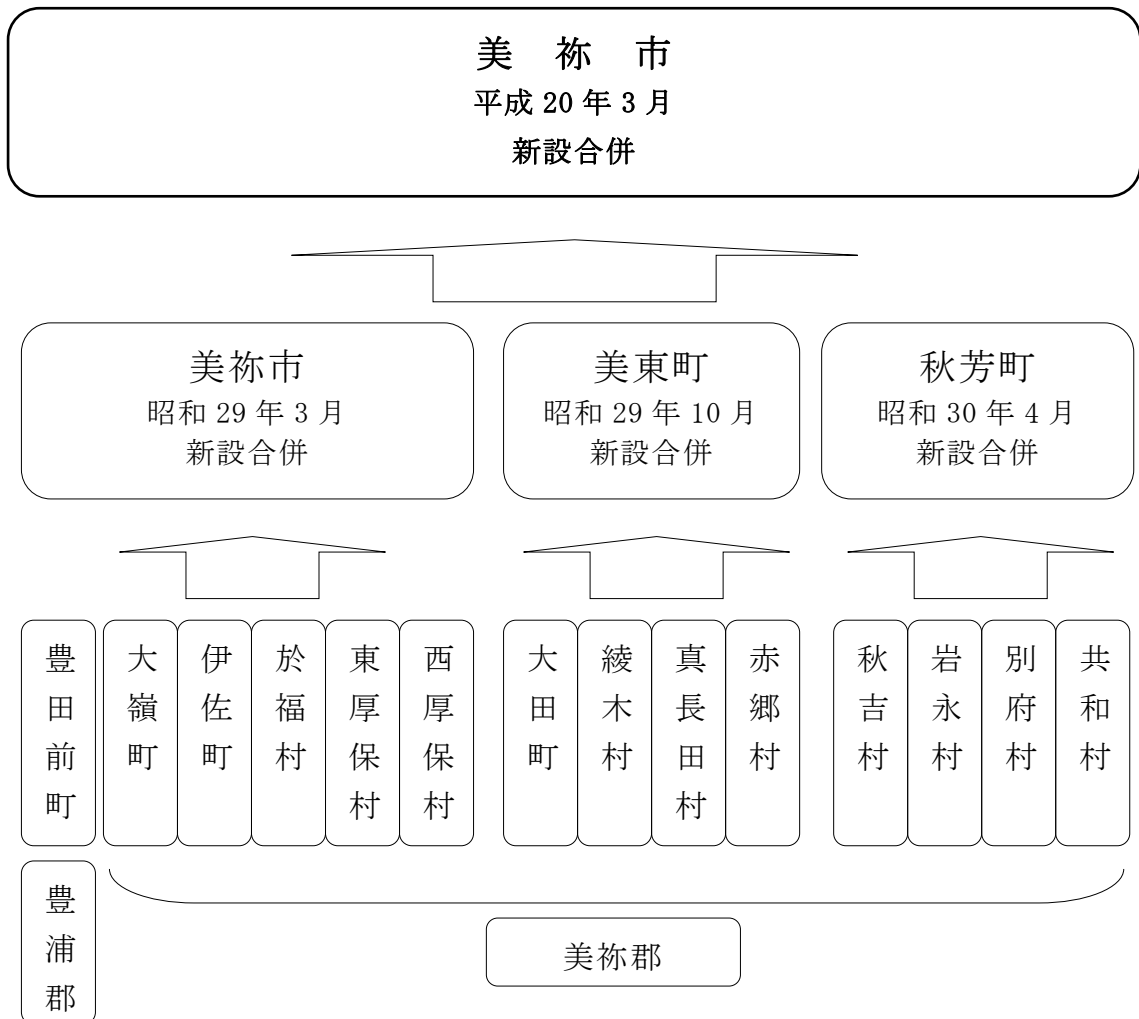 美 祢 市
平成 20 年 3 月
新設合併
美祢市
昭和 29 年 3 月
新設合併
美東町
昭和 29 年 10 月
新設合併
秋芳町
昭和 30 年 4 月
新設合併
豊田前町
大嶺町
伊佐町
於福村
東厚保村
西厚保村
大田町
綾木村
真長田村
赤郷村
秋吉村
岩永村
別府村
共和村
豊浦郡
美祢郡